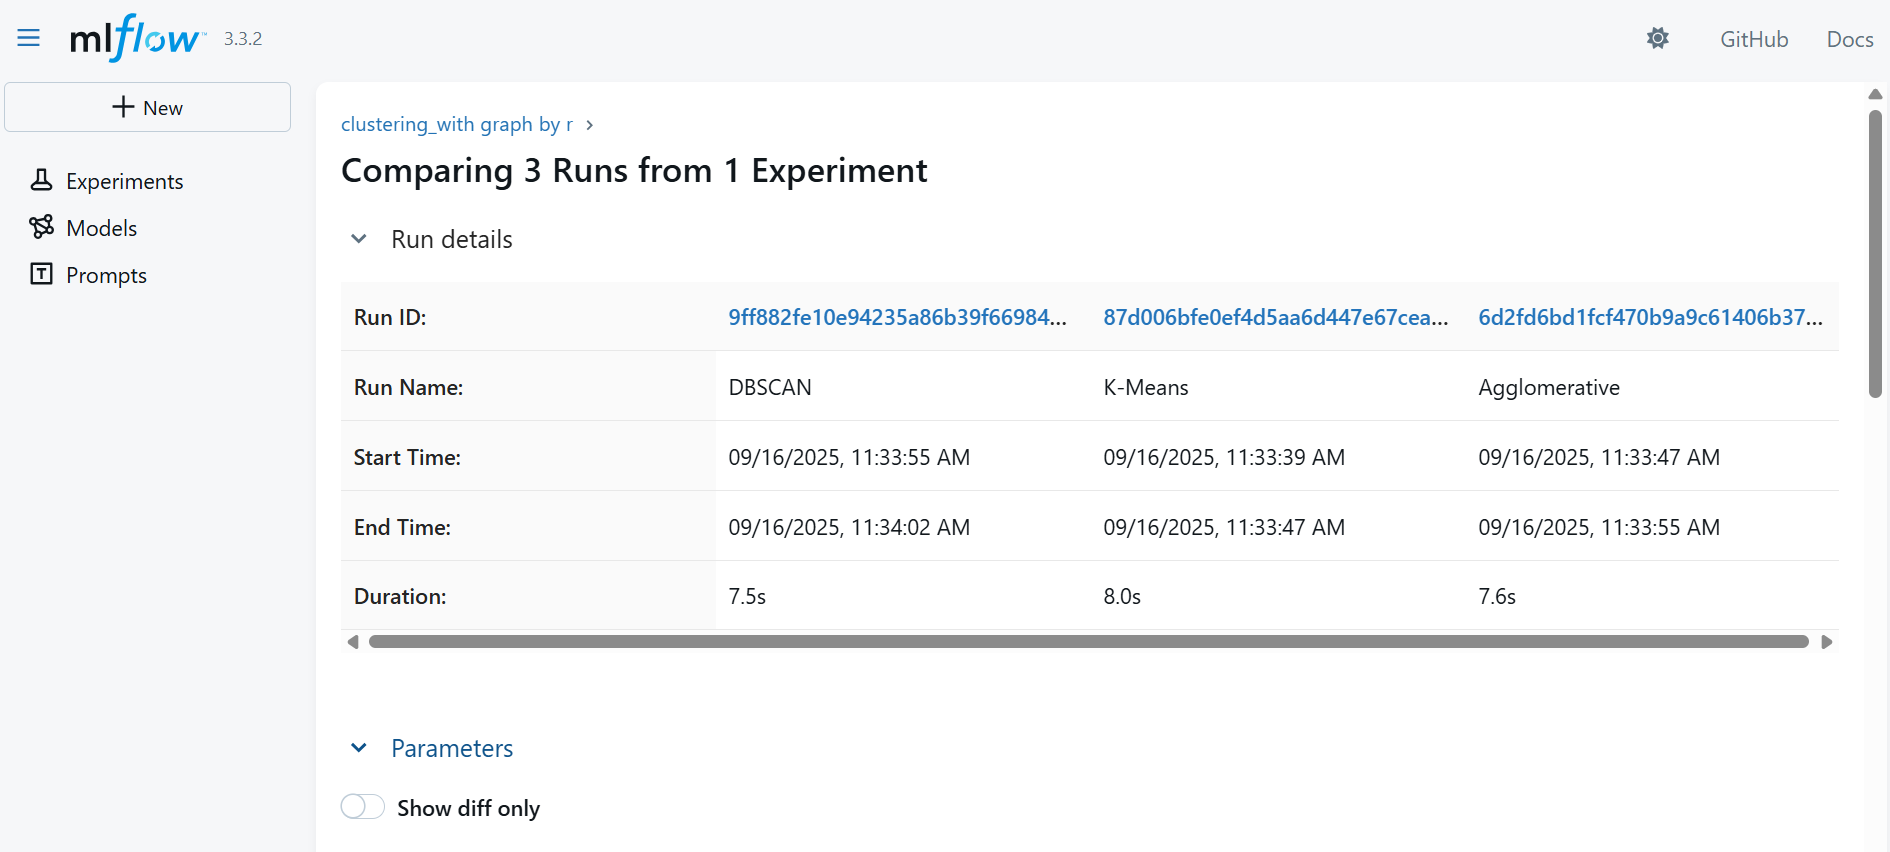 mlflow™ 3.3.2 GitHub Docs
New
Experiments
Models
Prompts
clustering_with graph by r ›
Comparing 3 Runs from 1 Experiment
Run details
Run ID: 9ff882fe10e94235a86b39f66984... 87d006bfe0ef4d5aa6d447e67cea... 6d2fd6bd1fcf470b9a9c61406b37...
Run Name: DBSCAN K-Means Agglomerative
Start Time: 09/16/2025, 11:33:55 AM 09/16/2025, 11:33:39 AM 09/16/2025, 11:33:47 AM
End Time: 09/16/2025, 11:34:02 AM 09/16/2025, 11:33:47 AM 09/16/2025, 11:33:55 AM
Duration: 7.5s 8.0s 7.6s
Parameters
Show diff only